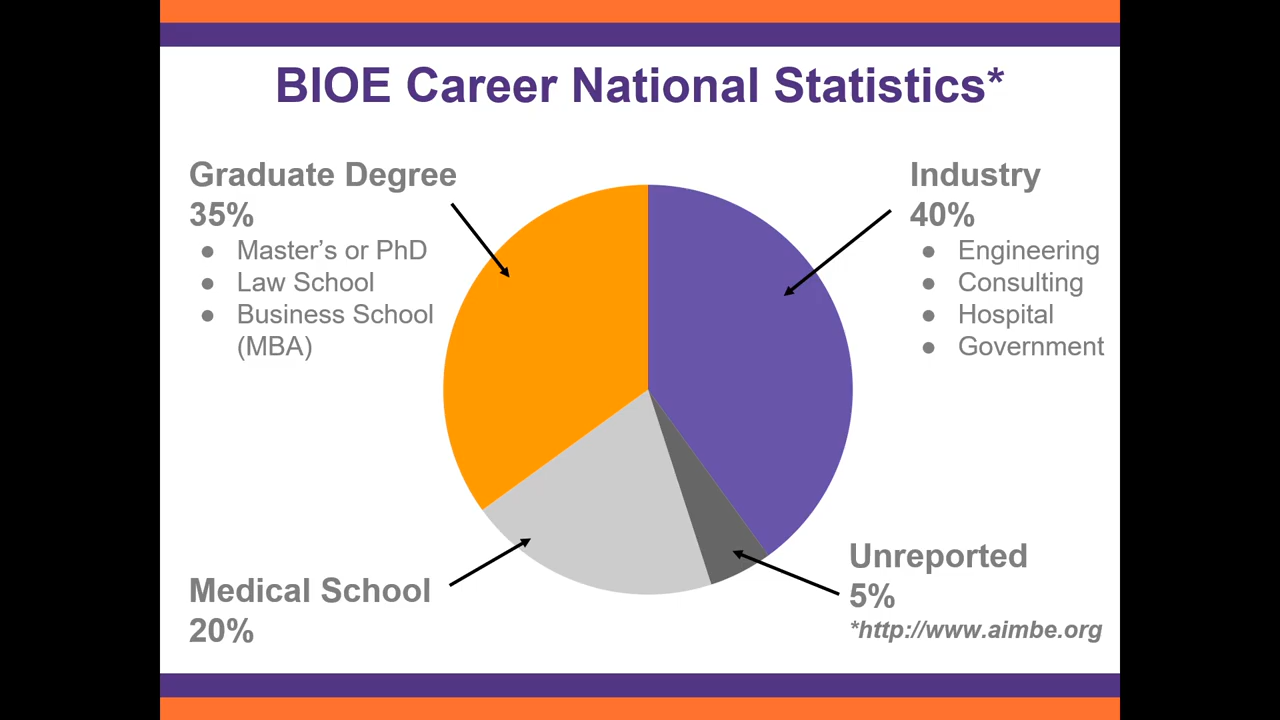 BIOE Career National Statistics*
Graduate Degree
35%
● Master's or PhD
● Law School
● Business School
(MBA)
Industry
40%
● Engineering
● Consulting
● Hospital
● Government
Medical School
20%
Unreported
5%
*http://www.aimbe.org